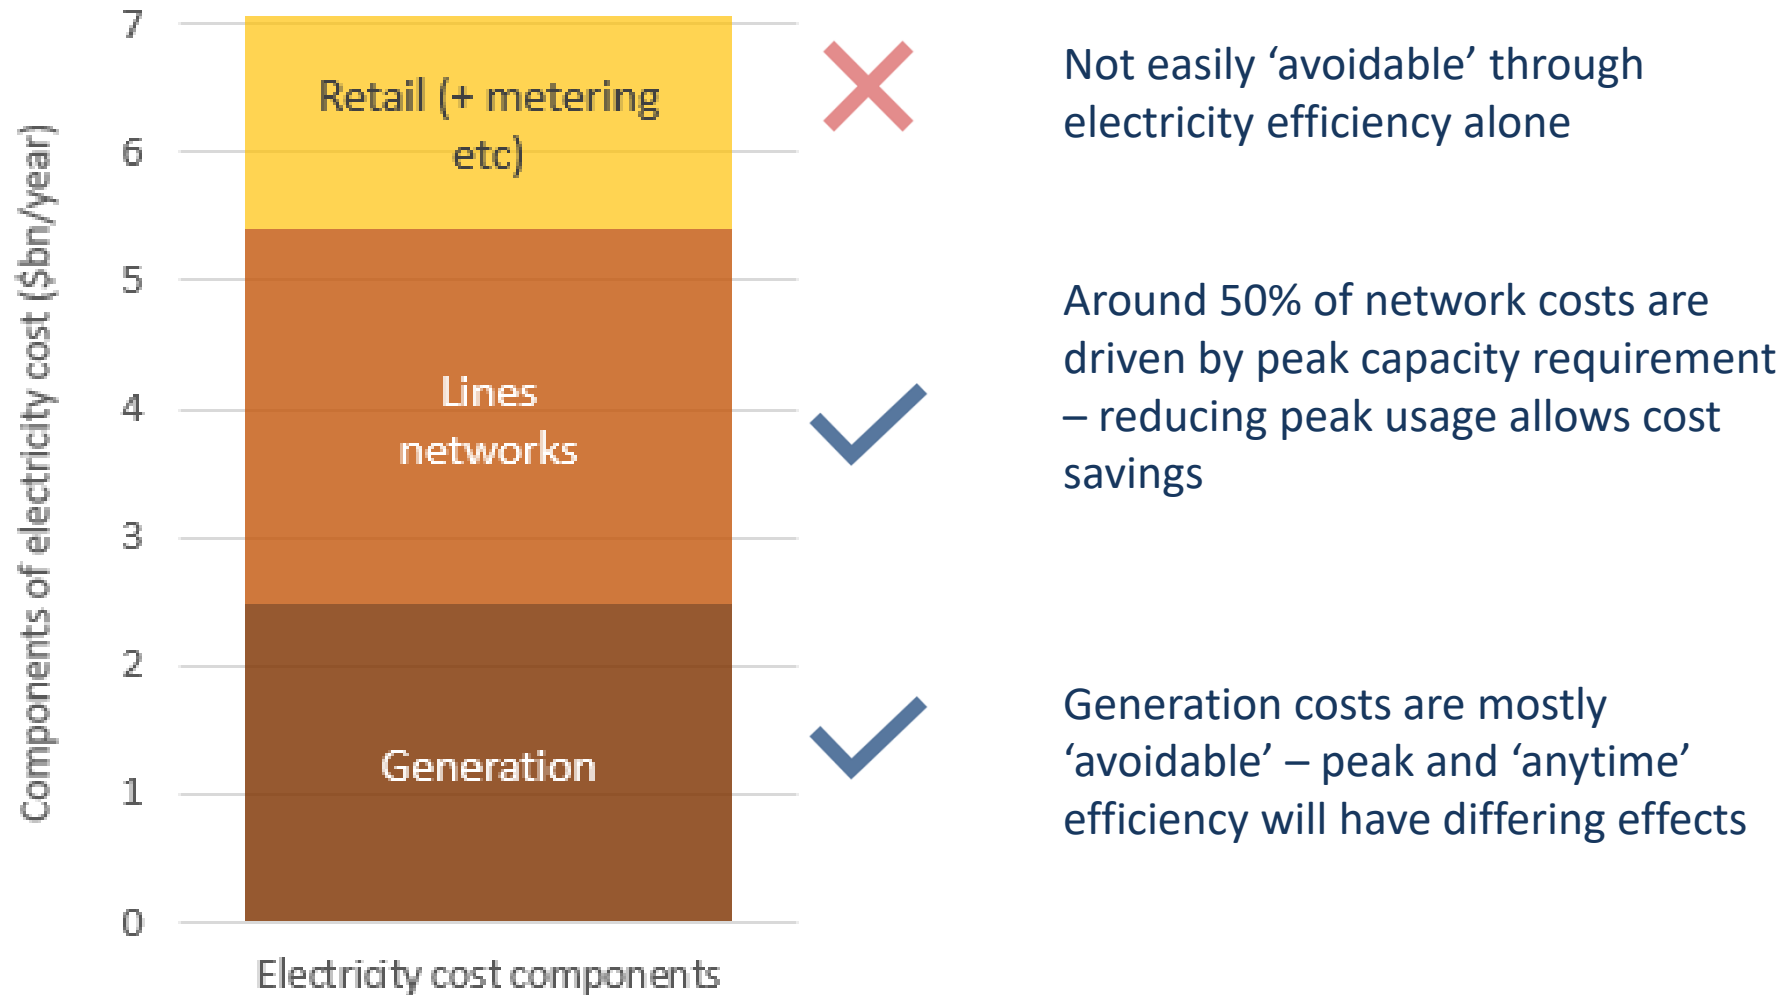 Components of electricity cost ($bn/year)
7
6
5
4
3
2
1
0
Retail (+ metering
etc)
Lines
networks
Generation
Electricity cost components
Not easily ‘avoidable’ through
electricity efficiency alone
Around 50% of network costs are
driven by peak capacity requirement
– reducing peak usage allows cost
savings
Generation costs are mostly
‘avoidable’ – peak and ‘anytime’
efficiency will have differing effects